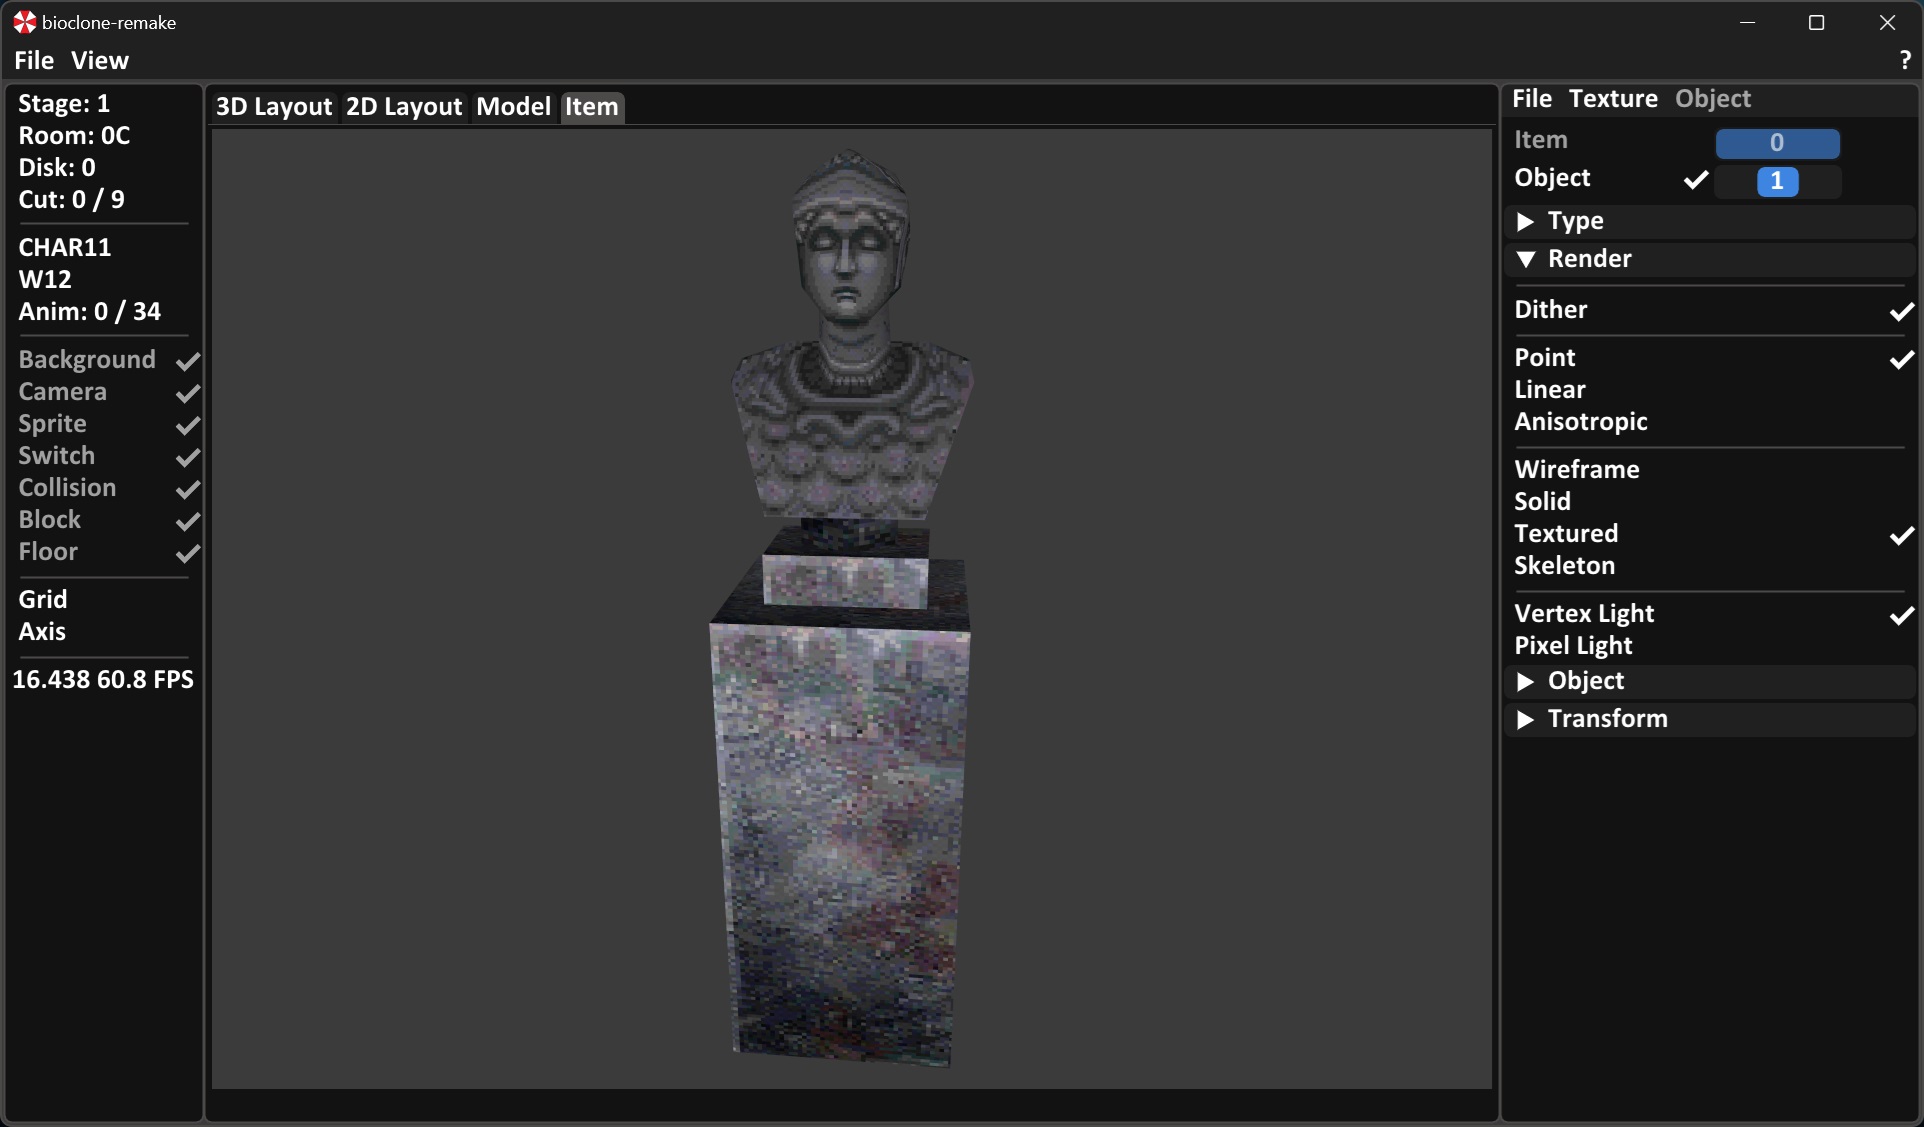 bioclone-remake
File View ?
Stage: 1
Room: 0C
Disk: 0
Cut: 0 / 9
CHAR11
W12
Anim: 0 / 34
Background
Camera
Sprite
Switch
Collision
Block
Floor
Grid
Axis
16.438 60.8 FPS
3D Layout 2D Layout Model Item
File Texture Object
Item 0
Object 1
Type
Render
Dither
Point
Linear
Anisotropic
Wireframe
Solid
Textured
Skeleton
Vertex Light
Pixel Light
Object
Transform